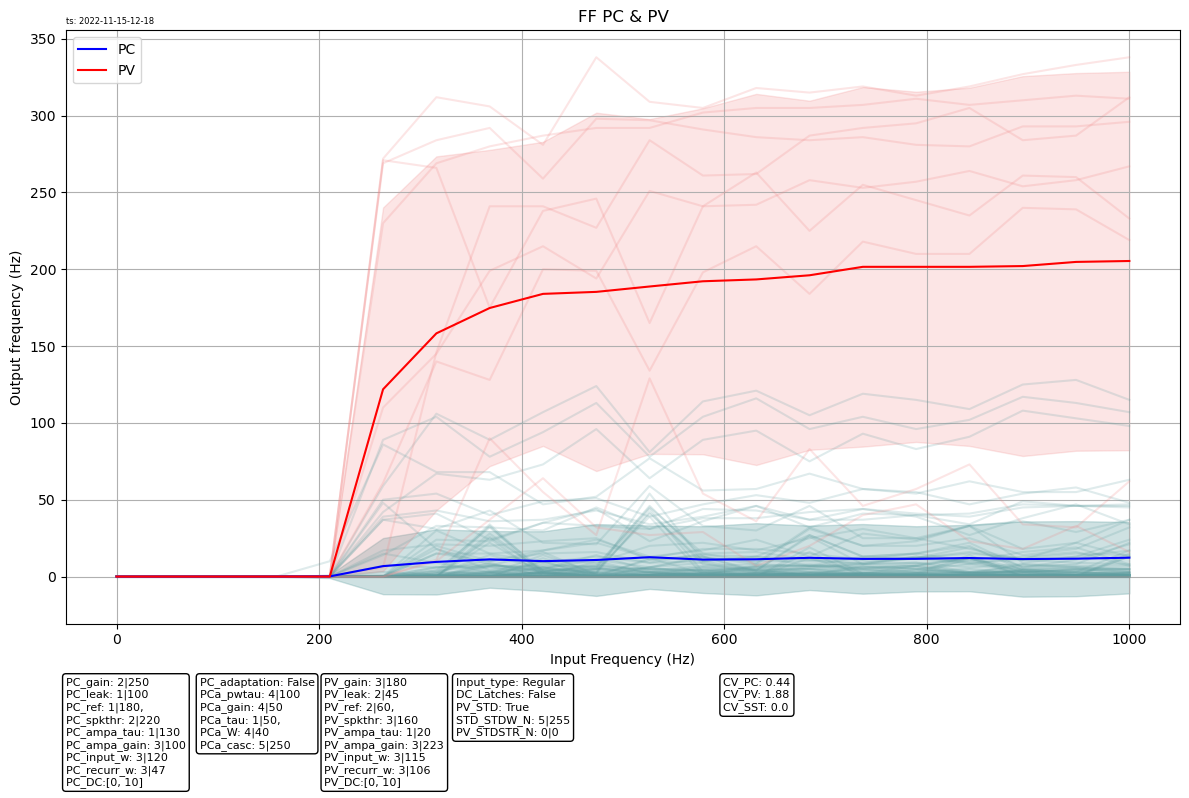 ts: 2022-11-15-12-18
FF PC & PV
PC
PV
Output frequency (Hz)
350
300
250
200
150
100
50
0
0 200 400 600 800 1000
Input Frequency (Hz)
PC_gain: 2|250
PC_leak: 1|100
PC_ref: 1|180,
PC_spkthr: 2|220
PC_ampa_tau: 1|130
PC_ampa_gain: 3|100
PC_input_w: 3|120
PC_recurr_w: 3|47
PC_DC:[0, 10]
PC_adaptation: False
PCa_pwtau: 4|100
PCa_gain: 4|50
PCa_tau: 1|50,
PCa_W: 4|40
PCa_casc: 5|250
PV_gain: 3|180
PV_leak: 2|45
PV_ref: 2|60,
PV_spkthr: 3|160
PV_ampa_tau: 1|20
PV_ampa_gain: 3|223
PV_input_w: 3|115
PV_recurr_w: 3|106
PV_DC:[0, 10]
Input_type: Regular
DC_Latches: False
PV_STD: True
STD_STDW_N: 5|255
PV_STDSTR_N: 0|0
CV_PC: 0.44
CV_PV: 1.88
CV_SST: 0.0